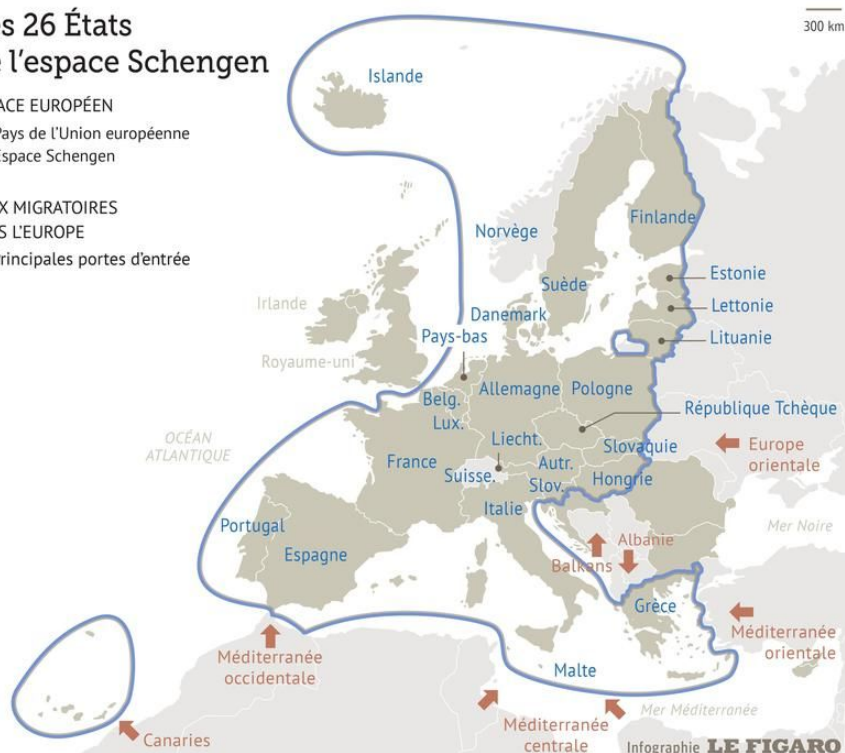 es 26 États
e l'espace Schengen
ACE EUROPÉEN
Pays de l'Union européenne
Espace Schengen
X MIGRATOIRES
S L'EUROPE
rincipales portes d'entrée
300 km
Islande
Norvège
Finlande
Suède
Estonie
Lettonie
Lituanie
Danemark
Pays-bas
Irlande
Royaume-uni
Belg.
Lux.
Allemagne
Pologne
République Tchèque
OCÉAN
ATLANTIQUE
Liecht.
Slovaquie
Europe
orientale
France
Suisse.
Autr.
Slov.
Hongrie
Italie
Portugal
Espagne
Mer Noire
Albanie
Balkans
Grèce
Méditerranée
orientale
Méditerranée
occidentale
Malte
Mer Méditerranée
Canaries
Méditerranée
centrale
Infographie LE FIGARO